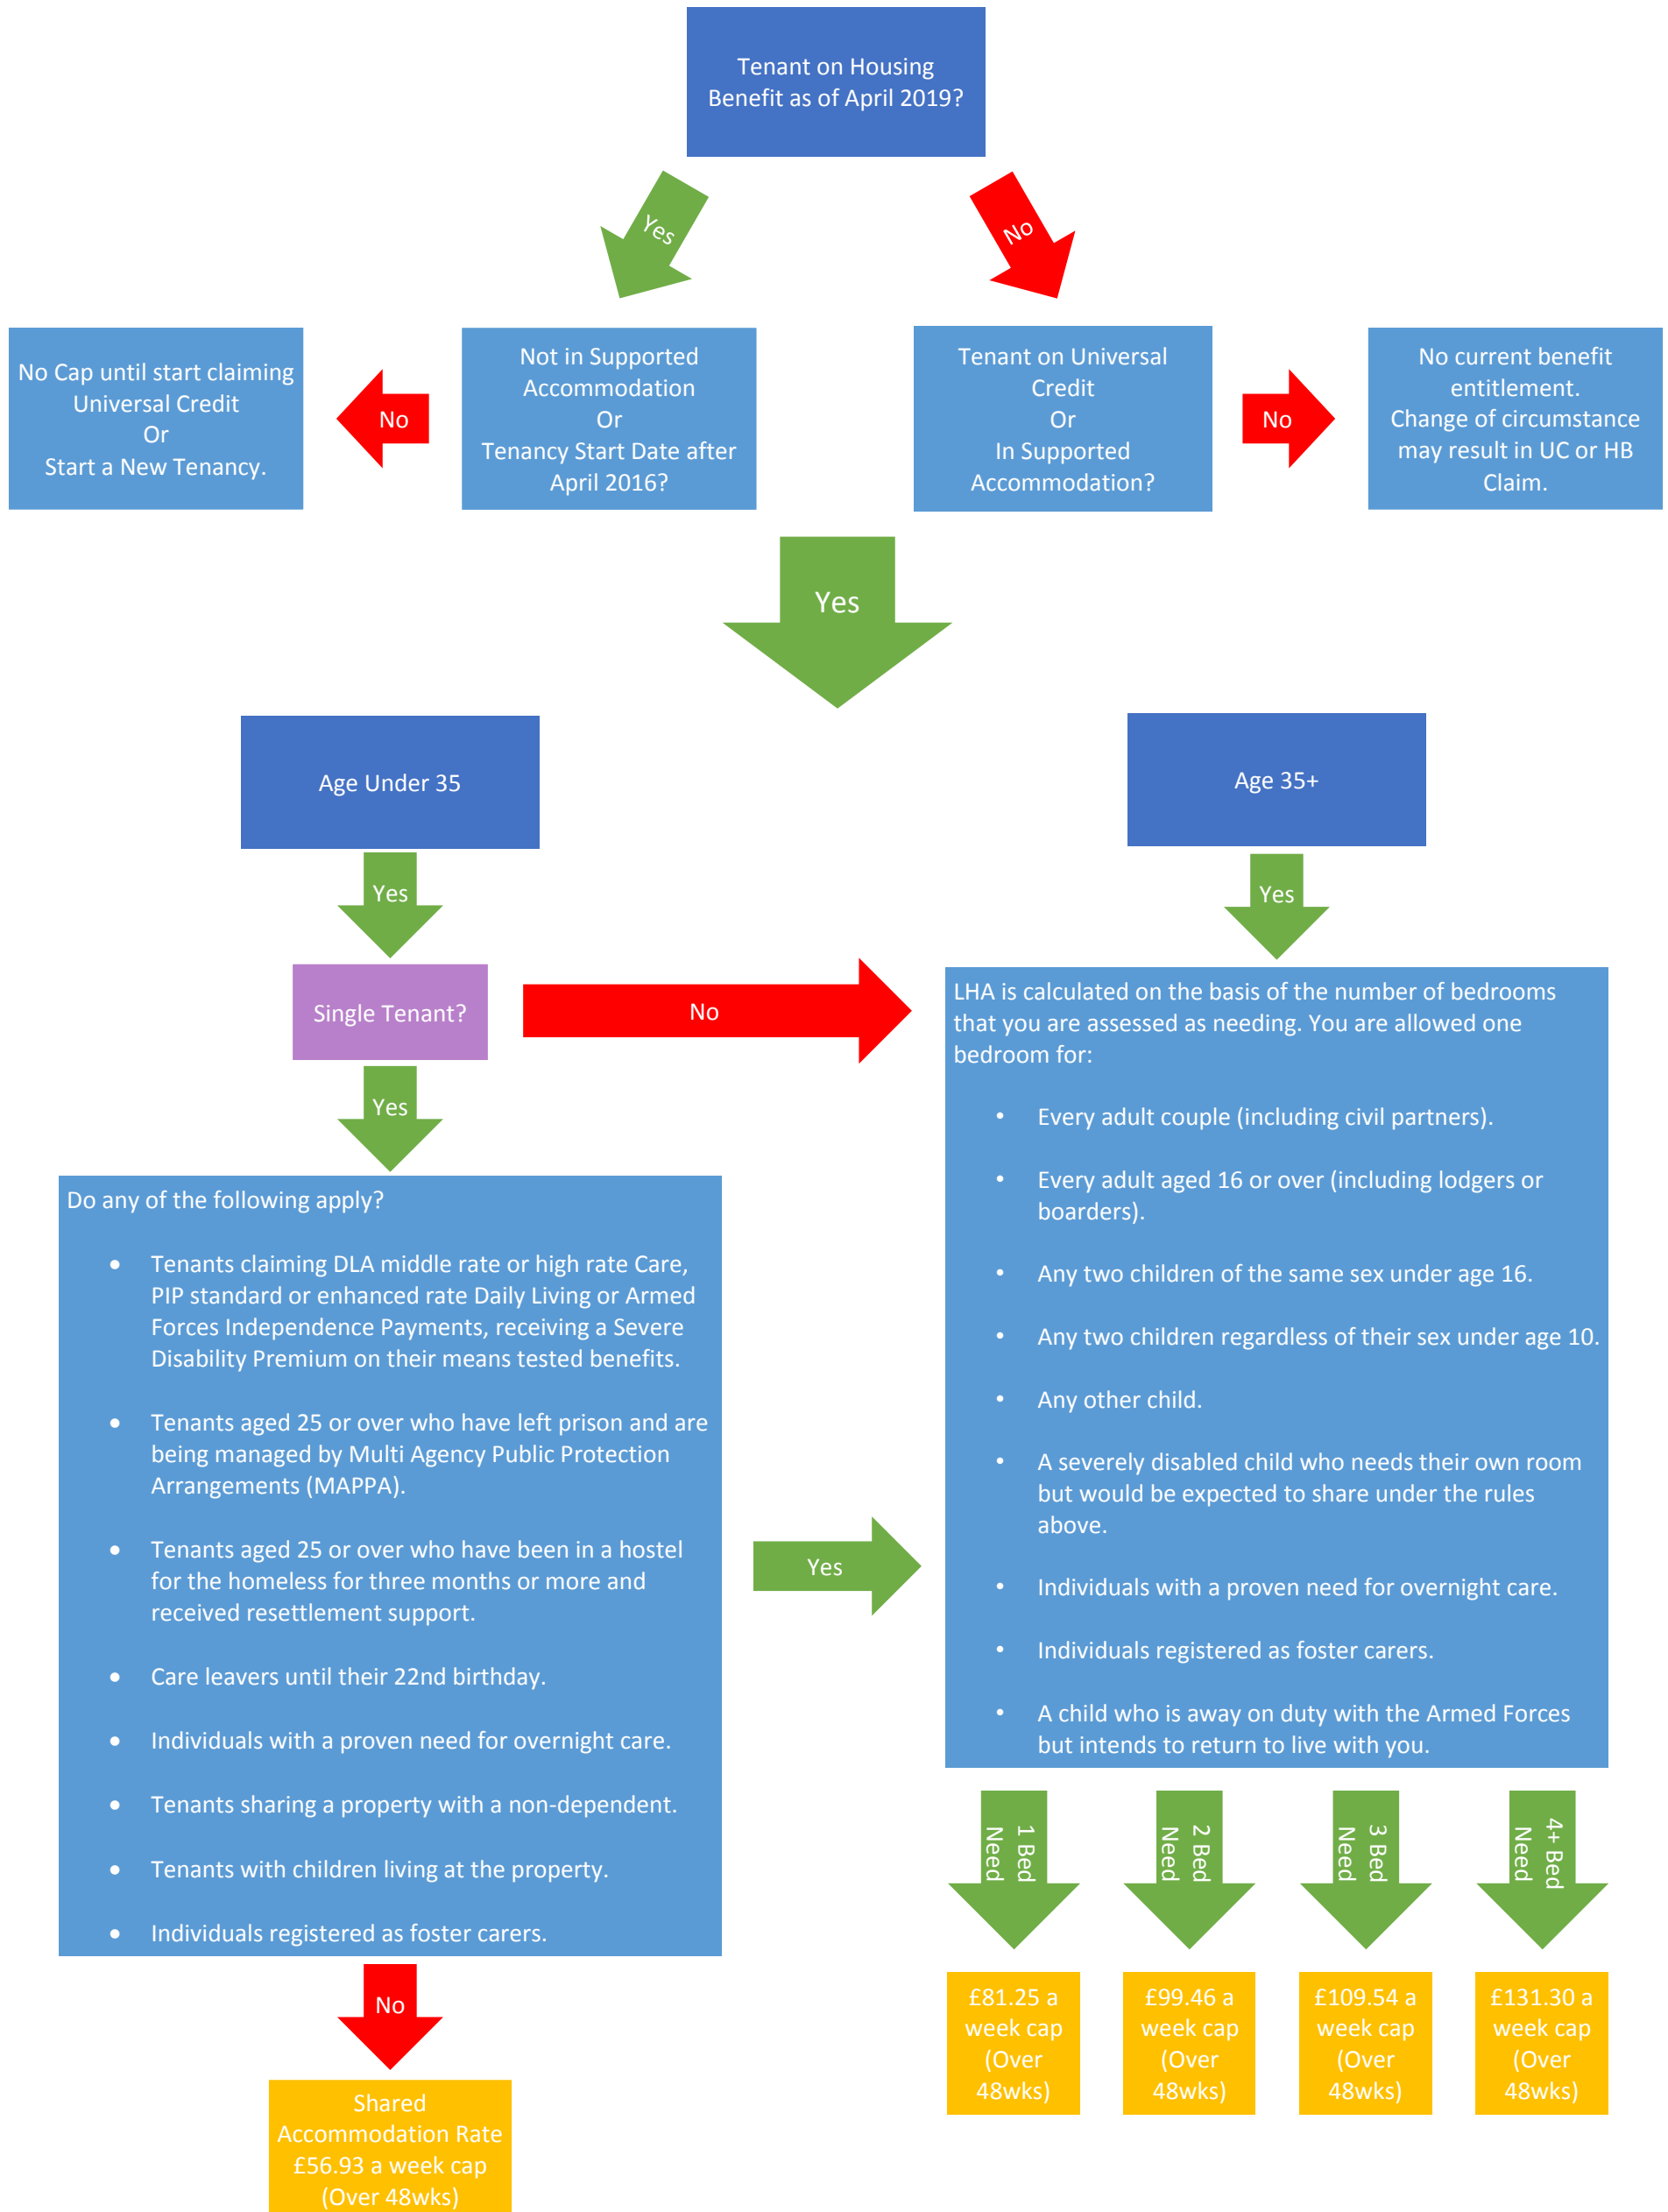 Tenant on Housing
Benefit as of April 2019?
Yes
No
No Cap until start claiming
Universal Credit
Or
Start a New Tenancy.
No
Not in Supported
Accommodation
Or
Tenancy Start Date after
April 2016?
Tenant on Universal
Credit
Or
In Supported
Accommodation?
No
No current benefit
entitlement.
Change of circumstance
may result in UC or HB
Claim.
Yes
Age Under 35
Age 35+
Yes
Yes
Single Tenant?
No
Yes
Do any of the following apply?
• Tenants claiming DLA middle rate or high rate Care,
PIP standard or enhanced rate Daily Living or Armed
Forces Independence Payments, receiving a Severe
Disability Premium on their means tested benefits.
• Tenants aged 25 or over who have left prison and are
being managed by Multi Agency Public Protection
Arrangements (MAPPA).
• Tenants aged 25 or over who have been in a hostel
for the homeless for three months or more and
received resettlement support.
• Care leavers until their 22nd birthday.
• Individuals with a proven need for overnight care.
• Tenants sharing a property with a non-dependent.
• Tenants with children living at the property.
• Individuals registered as foster carers.
Yes
LHA is calculated on the basis of the number of bedrooms
that you are assessed as needing. You are allowed one
bedroom for:
• Every adult couple (including civil partners).
• Every adult aged 16 or over (including lodgers or
boarders).
• Any two children of the same sex under age 16.
• Any two children regardless of their sex under age 10.
• Any other child.
• A severely disabled child who needs their own room
but would be expected to share under the rules
above.
• Individuals with a proven need for overnight care.
• Individuals registered as foster carers.
• A child who is away on duty with the Armed Forces
but intends to return to live with you.
1 Bed
Need
2 Bed
Need
3 Bed
Need
4+ Bed
Need
£81.25 a
week cap
(Over
48wks)
£99.46 a
week cap
(Over
48wks)
£109.54 a
week cap
(Over
48wks)
£131.30 a
week cap
(Over
48wks)
No
Shared
Accommodation Rate
£56.93 a week cap
(Over 48wks)